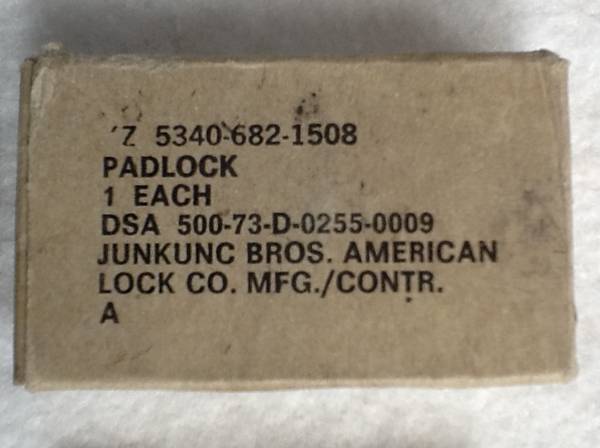 Z 5340-682-1508
PADLOCK
1 EACH
DSA 500-73-D-0255-0009
JUNKUNC BROS. AMERICAN
LOCK CO. MFG./CONTR.
A